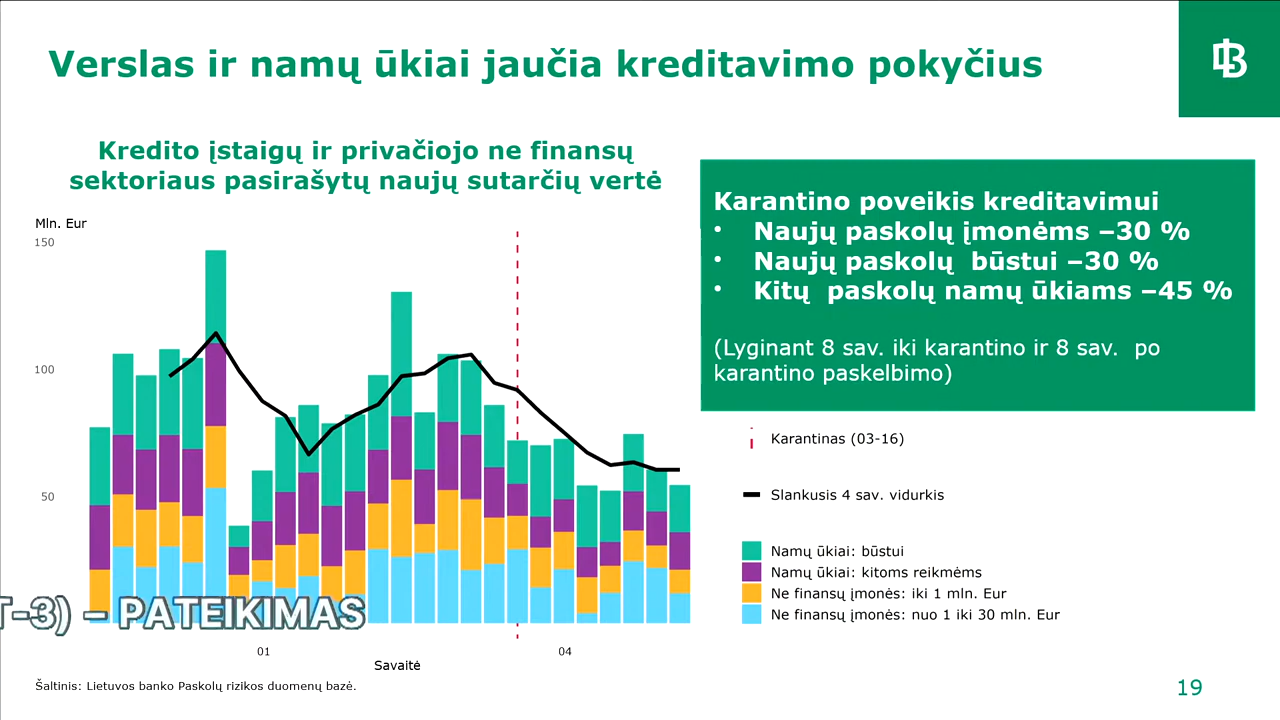 Verslas ir namų ūkiai jaučia kreditavimo pokyčius
Kredito įstaigų ir privačiojo ne finansų
sektoriaus pasirašytų naujų sutarčių vertė
Mln. Eur
150
100
50
01
04
Savaitė
T-3) – PATEIKIMAS
Šaltinis: Lietuvos banko Paskolų rizikos duomenų bazė.
Karantino poveikis kreditavimui
• Naujų paskolų įmonėms –30 %
• Naujų paskolų būstui –30 %
• Kitų paskolų namų ūkiams –45 %
(Lyginant 8 sav. iki karantino ir 8 sav. po
karantino paskelbimo)
Karantinas (03-16)
Slankusis 4 sav. vidurkis
Namų ūkiai: būstui
Namų ūkiai: kitoms reikmėms
Ne finansų įmonės: iki 1 mln. Eur
Ne finansų įmonės: nuo 1 iki 30 mln. Eur
19